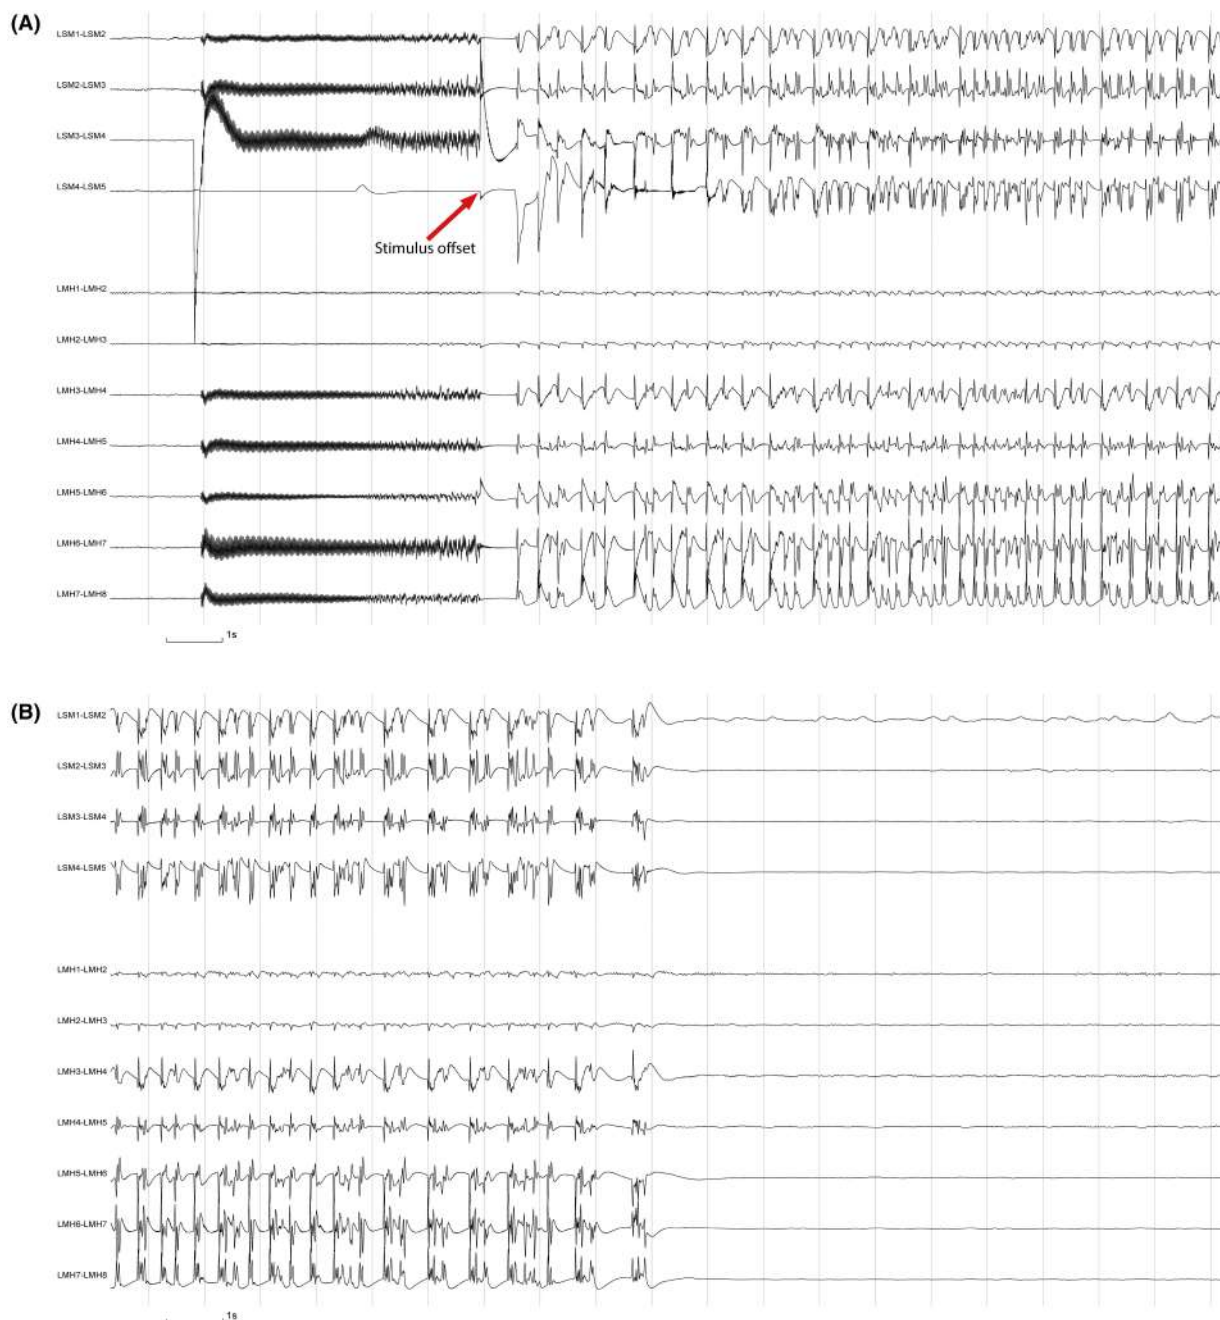 (A)
LSM1-LSM2
LSM2-LSM3
LSM3-LSM4
LSM4-LSM5
Stimulus offset
LMH1-LMH2
LMH2-LMH3
LMH3-LMH4
LMH4-LMH5
LMH5-LMH6
LMH6-LMH7
LMH7-LMH8
1s
(B)
LSM1-LSM2
LSM2-LSM3
LSM3-LSM4
LSM4-LSM5
LMH1-LMH2
LMH2-LMH3
LMH3-LMH4
LMH4-LMH5
LMH5-LMH6
LMH6-LMH7
LMH7-LMH8
1s